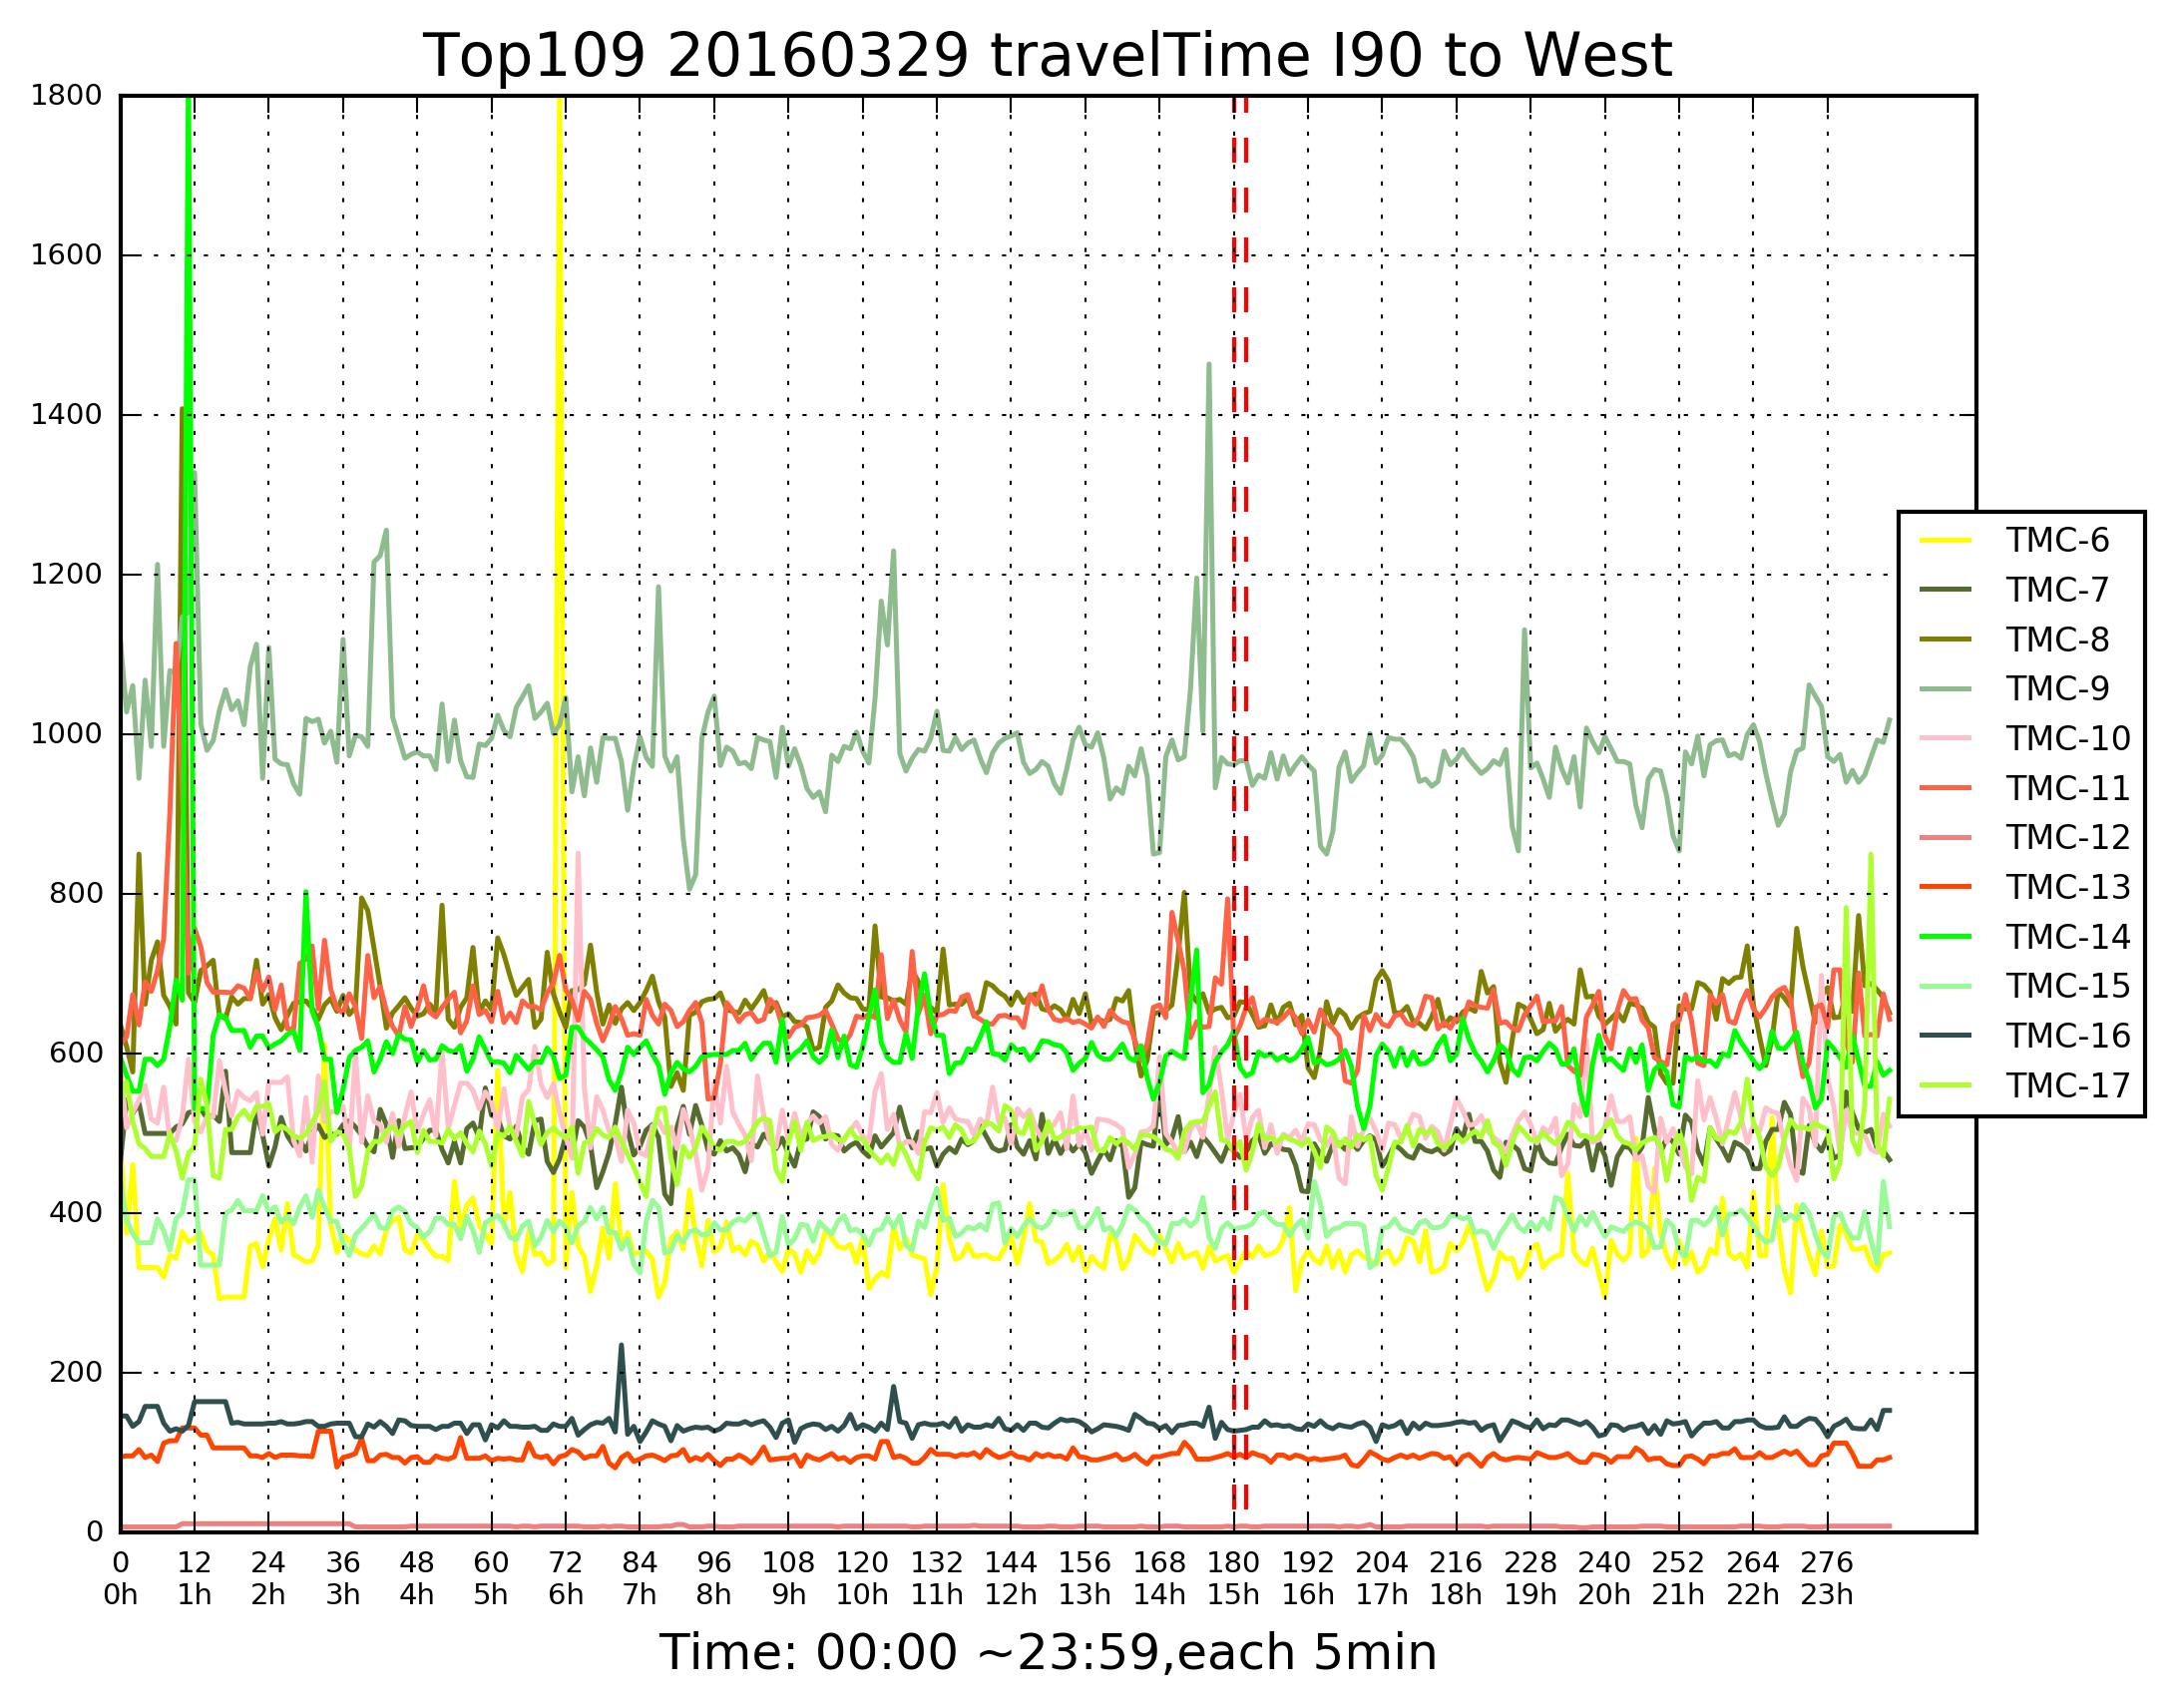 Top109 20160329 travelTime I90 to West
1800
1600
1400
1200
1000
800
600
400
200
0
TMC-6
TMC-7
TMC-8
TMC-9
TMC-10
TMC-11
TMC-12
TMC-13
TMC-14
TMC-15
TMC-16
TMC-17
0 12 24 36 48 60 72 84 96 108 120 132 144 156 168 180 192 204 216 228 240 252 264 276
0h 1h 2h 3h 4h 5h 6h 7h 8h 9h 10h 11h 12h 13h 14h 15h 16h 17h 18h 19h 20h 21h 22h 23h
Time: 00:00 ~23:59,each 5min